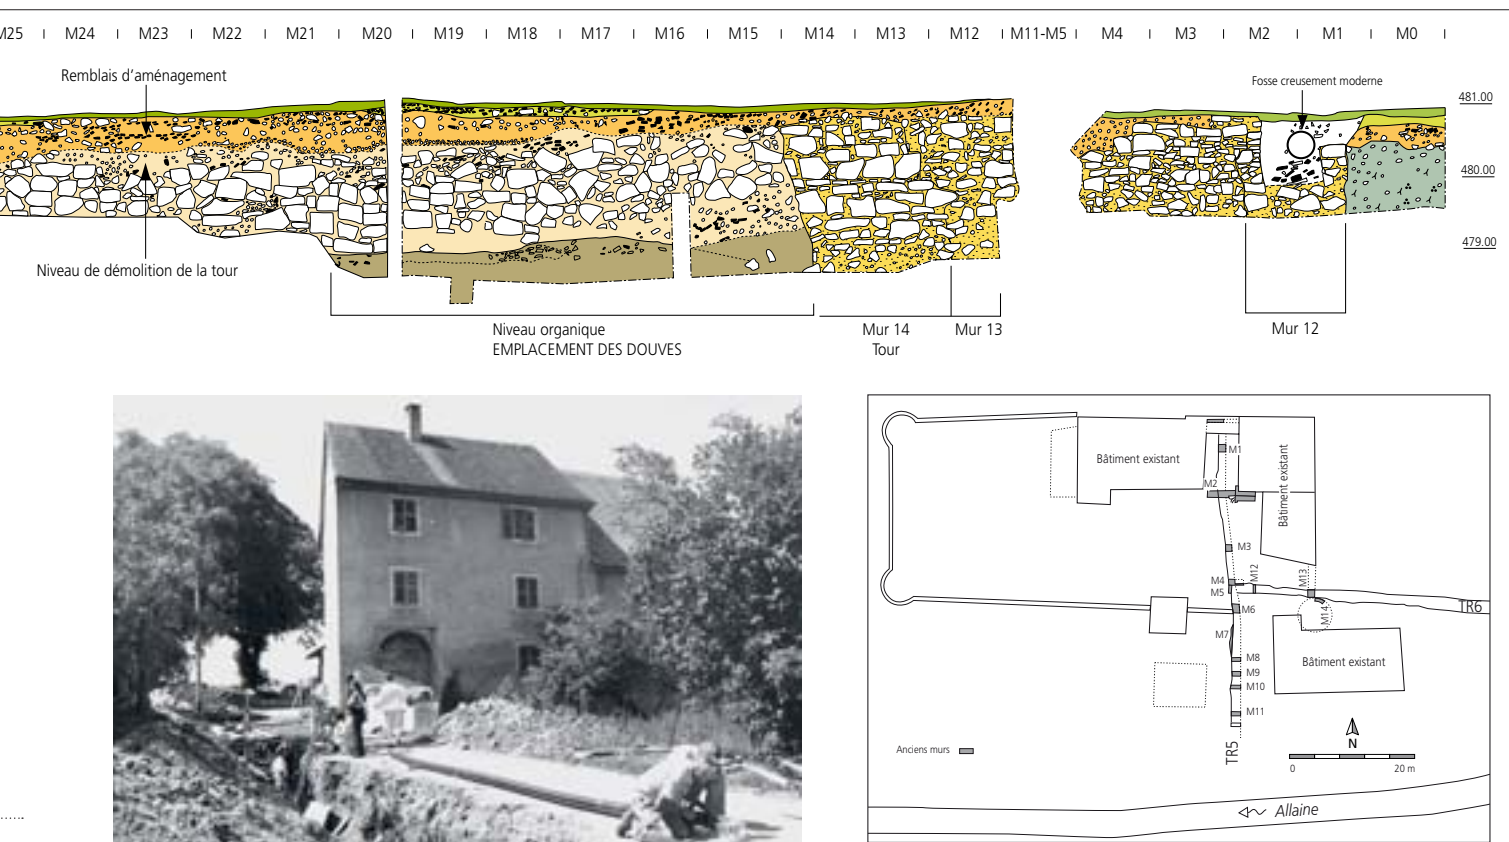 M25 M24 M23 M22 M21 M20 M19 M18 M17 M16 M15 M14 M13 M12 M11-M5 M4 M3 M2 M1 M0
Remblais d'aménagement
Fosse creusement moderne
481.00
480.00
479.00
Niveau de démolition de la tour
Niveau organique
EMPLACEMENT DES DOUVES
Mur 14
Tour
Mur 13
Mur 12
Bâtiment existant
Bâtiment existant
Bâtiment existant
M1
M2
M3
M4
M5
M12
M13
M6
M14
TR6
M7
M8
M9
M10
M11
TR5
Anciens murs
N
0 20 m
Allaine